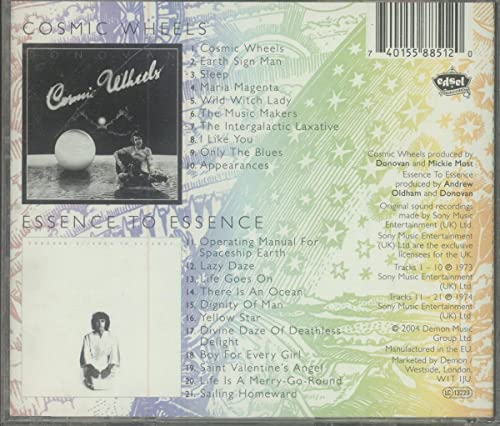 COSMIC WHEELS
DONOVAN
Cosmic Wheels
1. Cosmic Wheels
2. Earth Sign Man
3. Sleep
4. Maria Magenta
5. Wild Witch Lady
6. The Music Makers
7. The Intergalactic Laxative
8. I Like You
9. Only The Blues
10. Appearances
ESSENCE TO ESSENCE
11. Operating Manual For
Spaceship Earth
12. Lazy Daze
13. Life Goes On
14. There Is An Ocean
15. Dignity Of Man
16. Yellow Star
17. Divine Daze Of Deathless
Delight
18. Boy For Every Girl
19. Saint Valentine's Angel
20. Life Is A Merry-Go-Round
21. Sailing Homeward
7 40155 88512 0
edsel
Cosmic Wheels produced by
Donovan and Mickie Most
Essence To Essence
produced by Andrew
Oldham and Donovan
Original sound recordings
made by Sony Music
Entertainment (UK) Ltd.
Sony Music Entertainment
(UK) Ltd are the exclusive
licensees for the UK.
Tracks 1 - 10 ℗ 1973
Sony Music Entertainment
(UK) Ltd
Tracks 11 - 21 ℗ 1974
Sony Music Entertainment
(UK) Ltd.
© 2004 Demon Music
Group Ltd.
Manufactured in the EU.
Marketed by Demon /
Westside, London,
W1T 1JU.
LC 13229